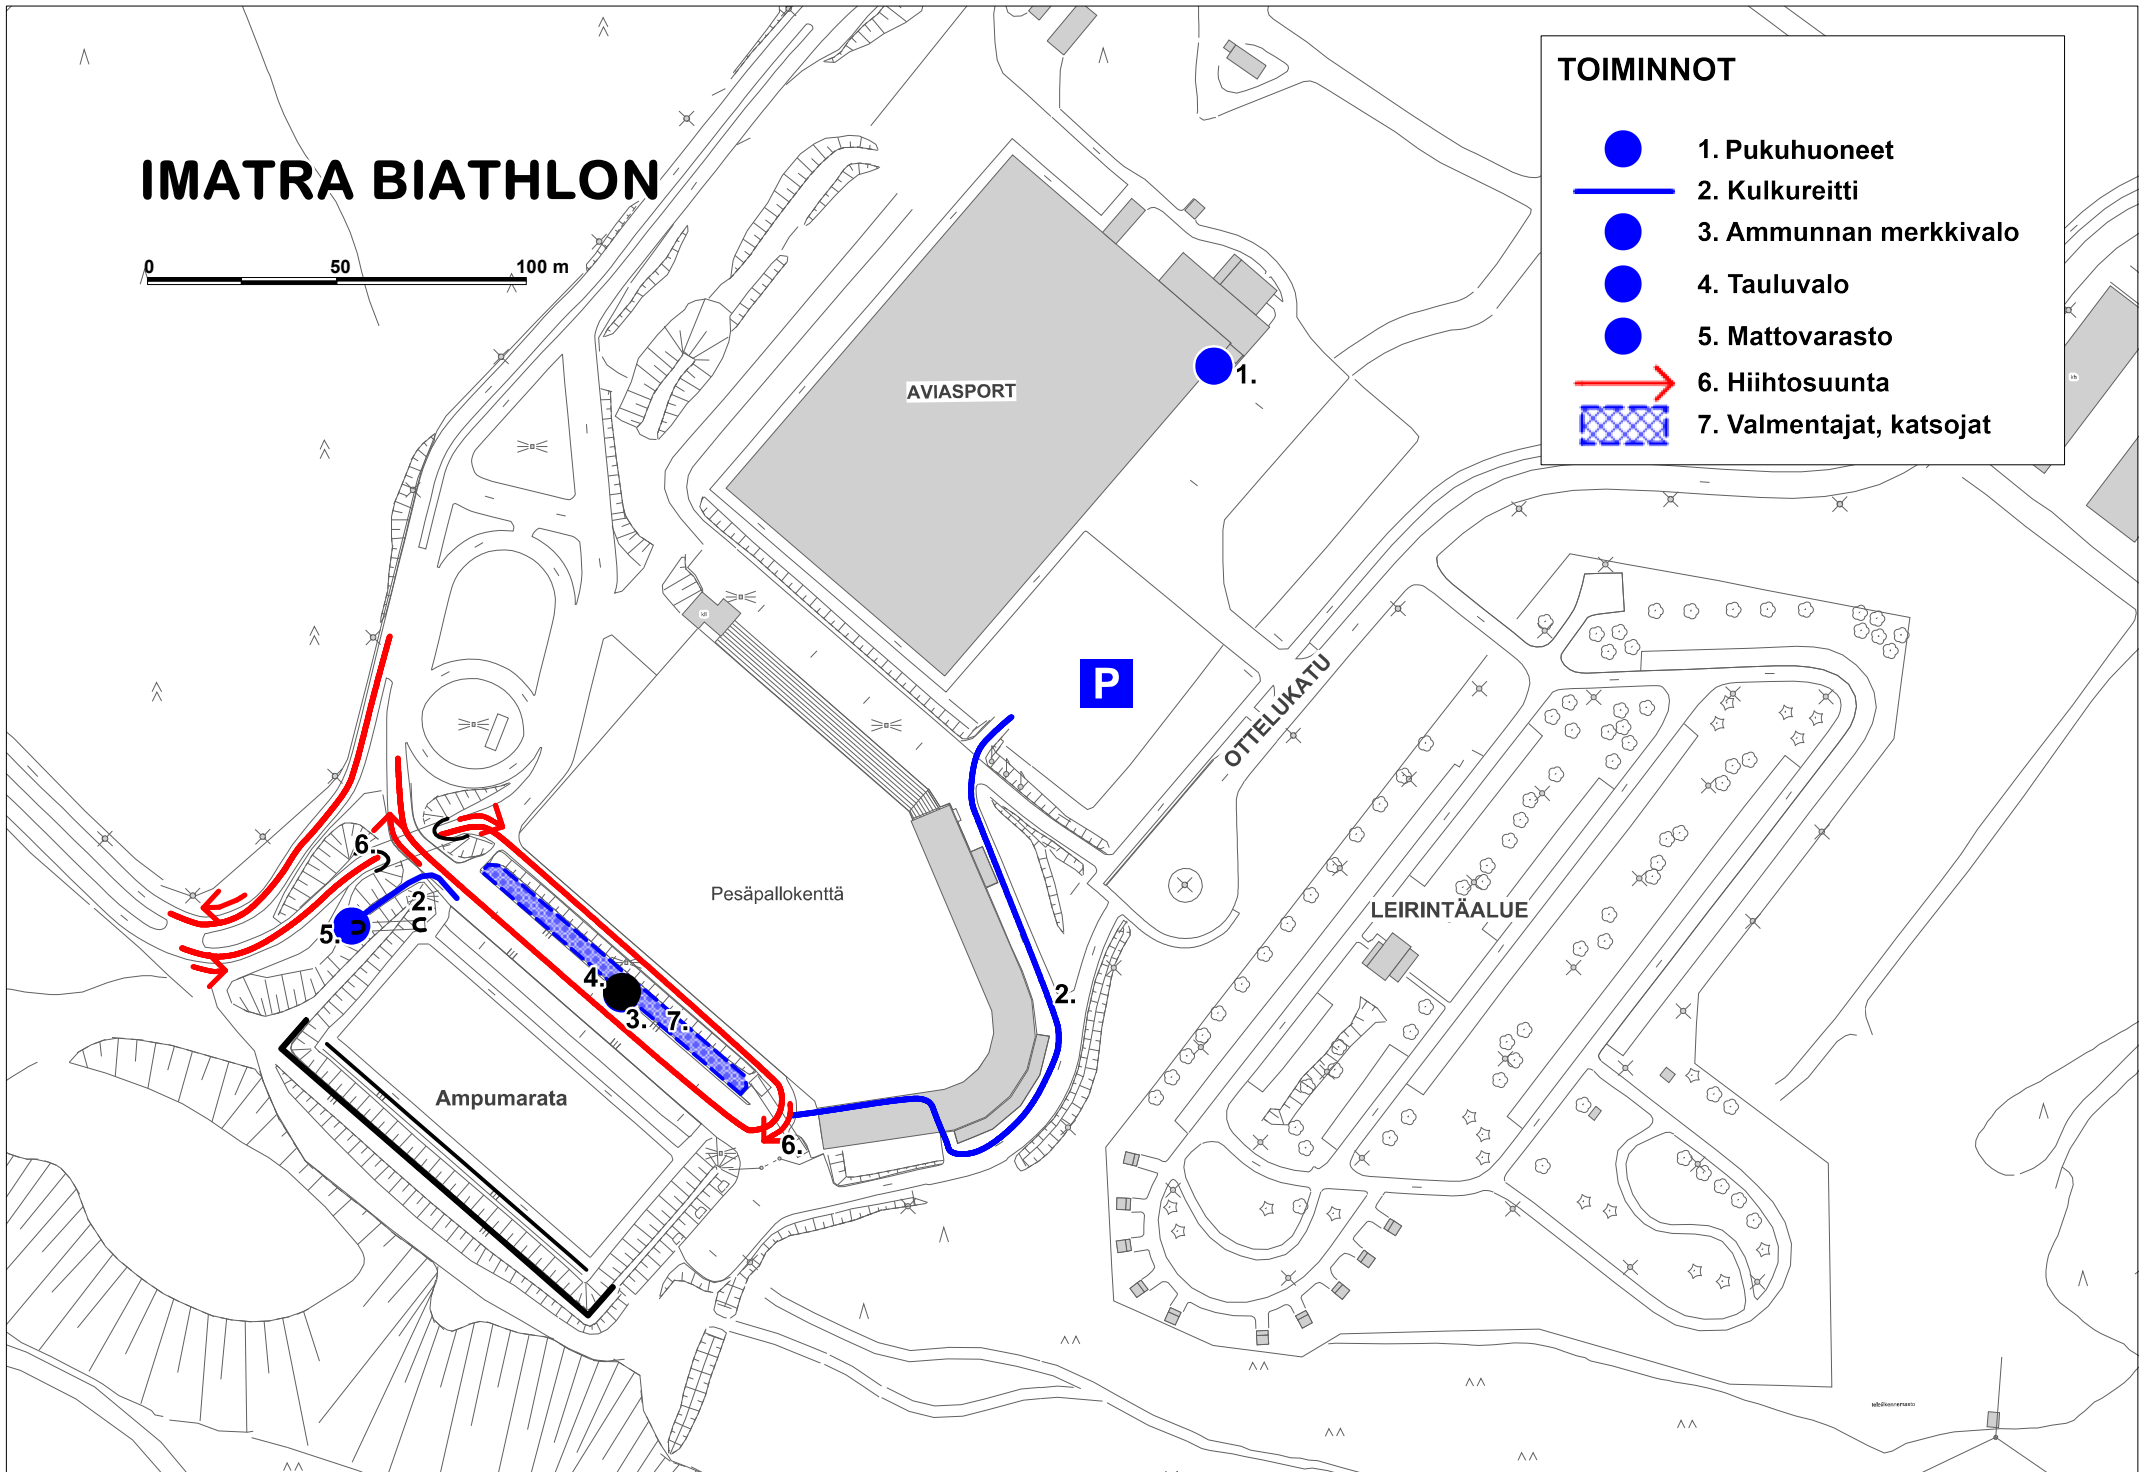 TOIMINNOT
1. Pukuhuoneet
2. Kulkureitti
3. Ammunnan merkkivalo
4. Tauluvalo
5. Mattovarasto
6. Hiihtosuunta
7. Valmentajat, katsojat
IMATRA BIATHLON
0 50 100 m
AVIASPORT
1.
P
OTTELUKATU
6.
Pesäpallokenttä
2.
LEIRINTÄALUE
5.
4.
2.
3.
7.
Ampumarata
6.